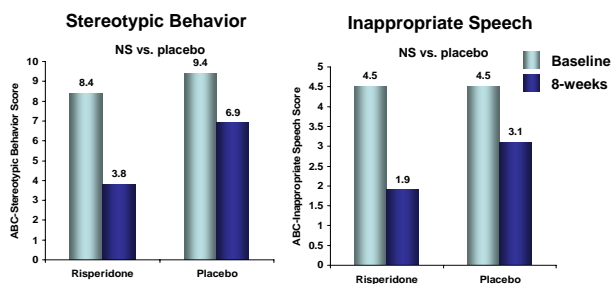 Stereotypic Behavior
NS vs. placebo
ABC-Stereotypic Behavior Score
10
9
8
7
6
5
4
3
2
1
0
8.4
3.8
9.4
6.9
Risperidone
Placebo
Inappropriate Speech
NS vs. placebo
ABC-Inappropriate Speech Score
5
4.5
4
3.5
3
2.5
2
1.5
1
0.5
0
4.5
1.9
4.5
3.1
Risperidone
Placebo
Baseline
8-weeks